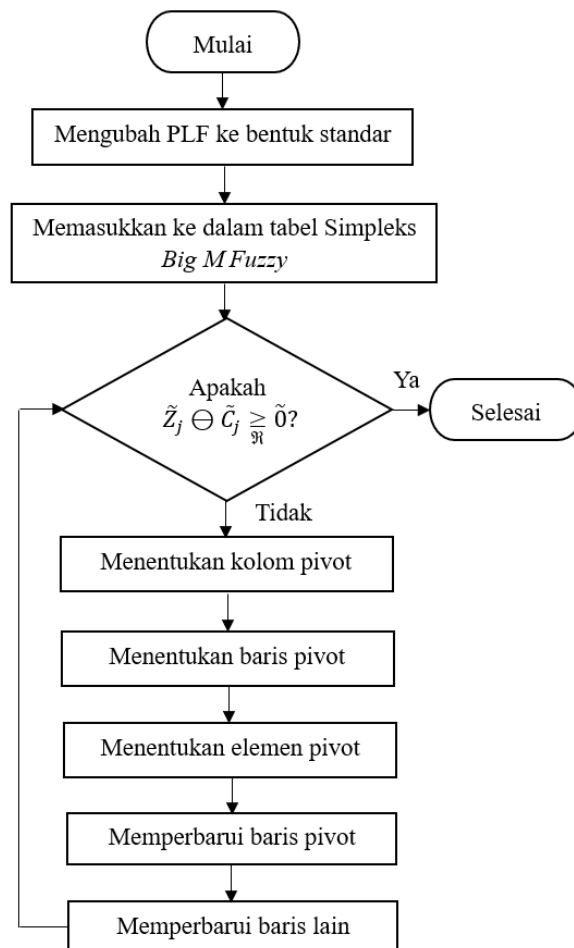 Mulai
Mengubah PLF ke bentuk standar
Memasukkan ke dalam tabel Simpleks
Big M Fuzzy
Apakah
Z̃ⱼ ⊖ C̃ⱼ ≧_ℜ 0̃?
Ya
Selesai
Tidak
Menentukan kolom pivot
Menentukan baris pivot
Menentukan elemen pivot
Memperbarui baris pivot
Memperbarui baris lain